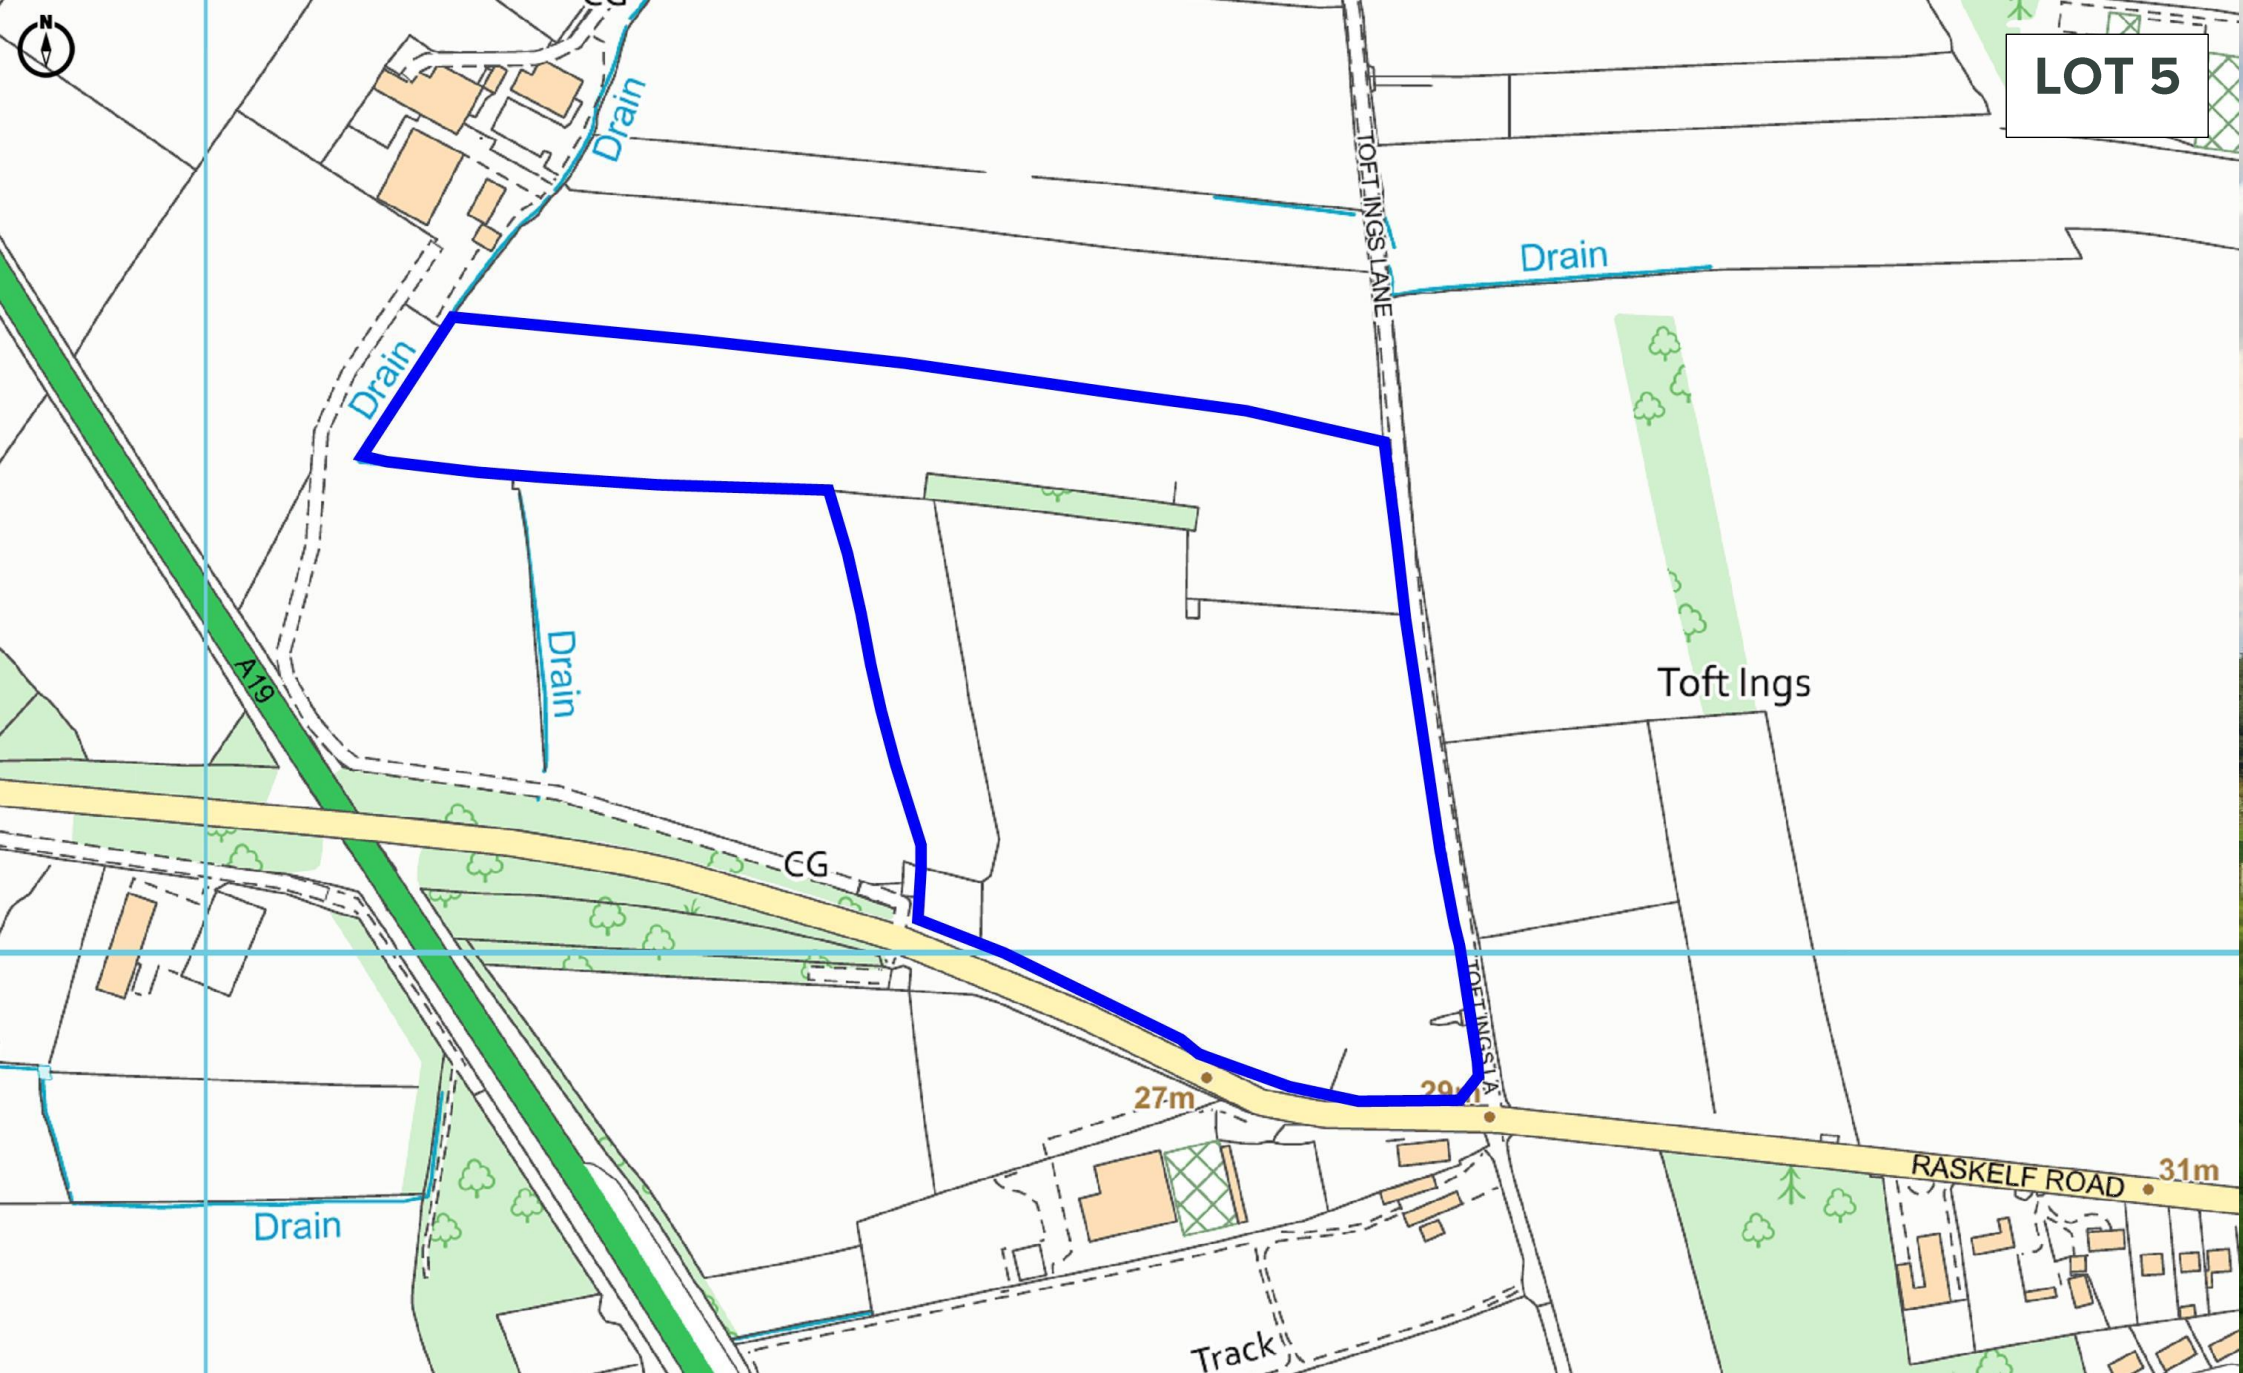 N
CG
LOT 5
Drain
TOFT INGS LANE
Drain
Drain
Drain
A19
Toft Ings
CG
TOFT INGS LA
27m
29m
RASKELF ROAD
31m
Drain
Track